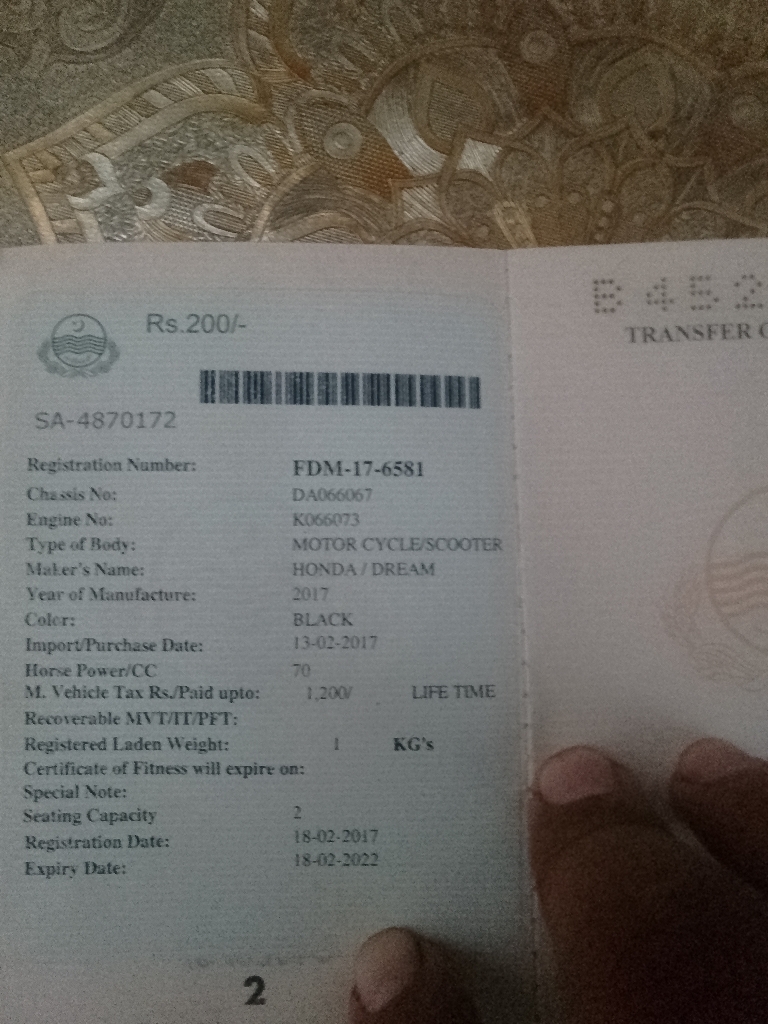 Rs.200/-
SA-4870172
Registration Number: FDM-17-6581
Chassis No: DA066067
Engine No: K066073
Type of Body: MOTOR CYCLE/SCOOTER
Maker's Name: HONDA / DREAM
Year of Manufacture: 2017
Color: BLACK
Import/Purchase Date: 13-02-2017
Horse Power/CC 70
M. Vehicle Tax Rs./Paid upto: 1,200/ LIFE TIME
Recoverable MVT/IT/PFT:
Registered Laden Weight: 1 KG's
Certificate of Fitness will expire on:
Special Note:
Seating Capacity 2
Registration Date: 18-02-2017
Expiry Date: 18-02-2022
2
B 4 5 2
TRANSFER